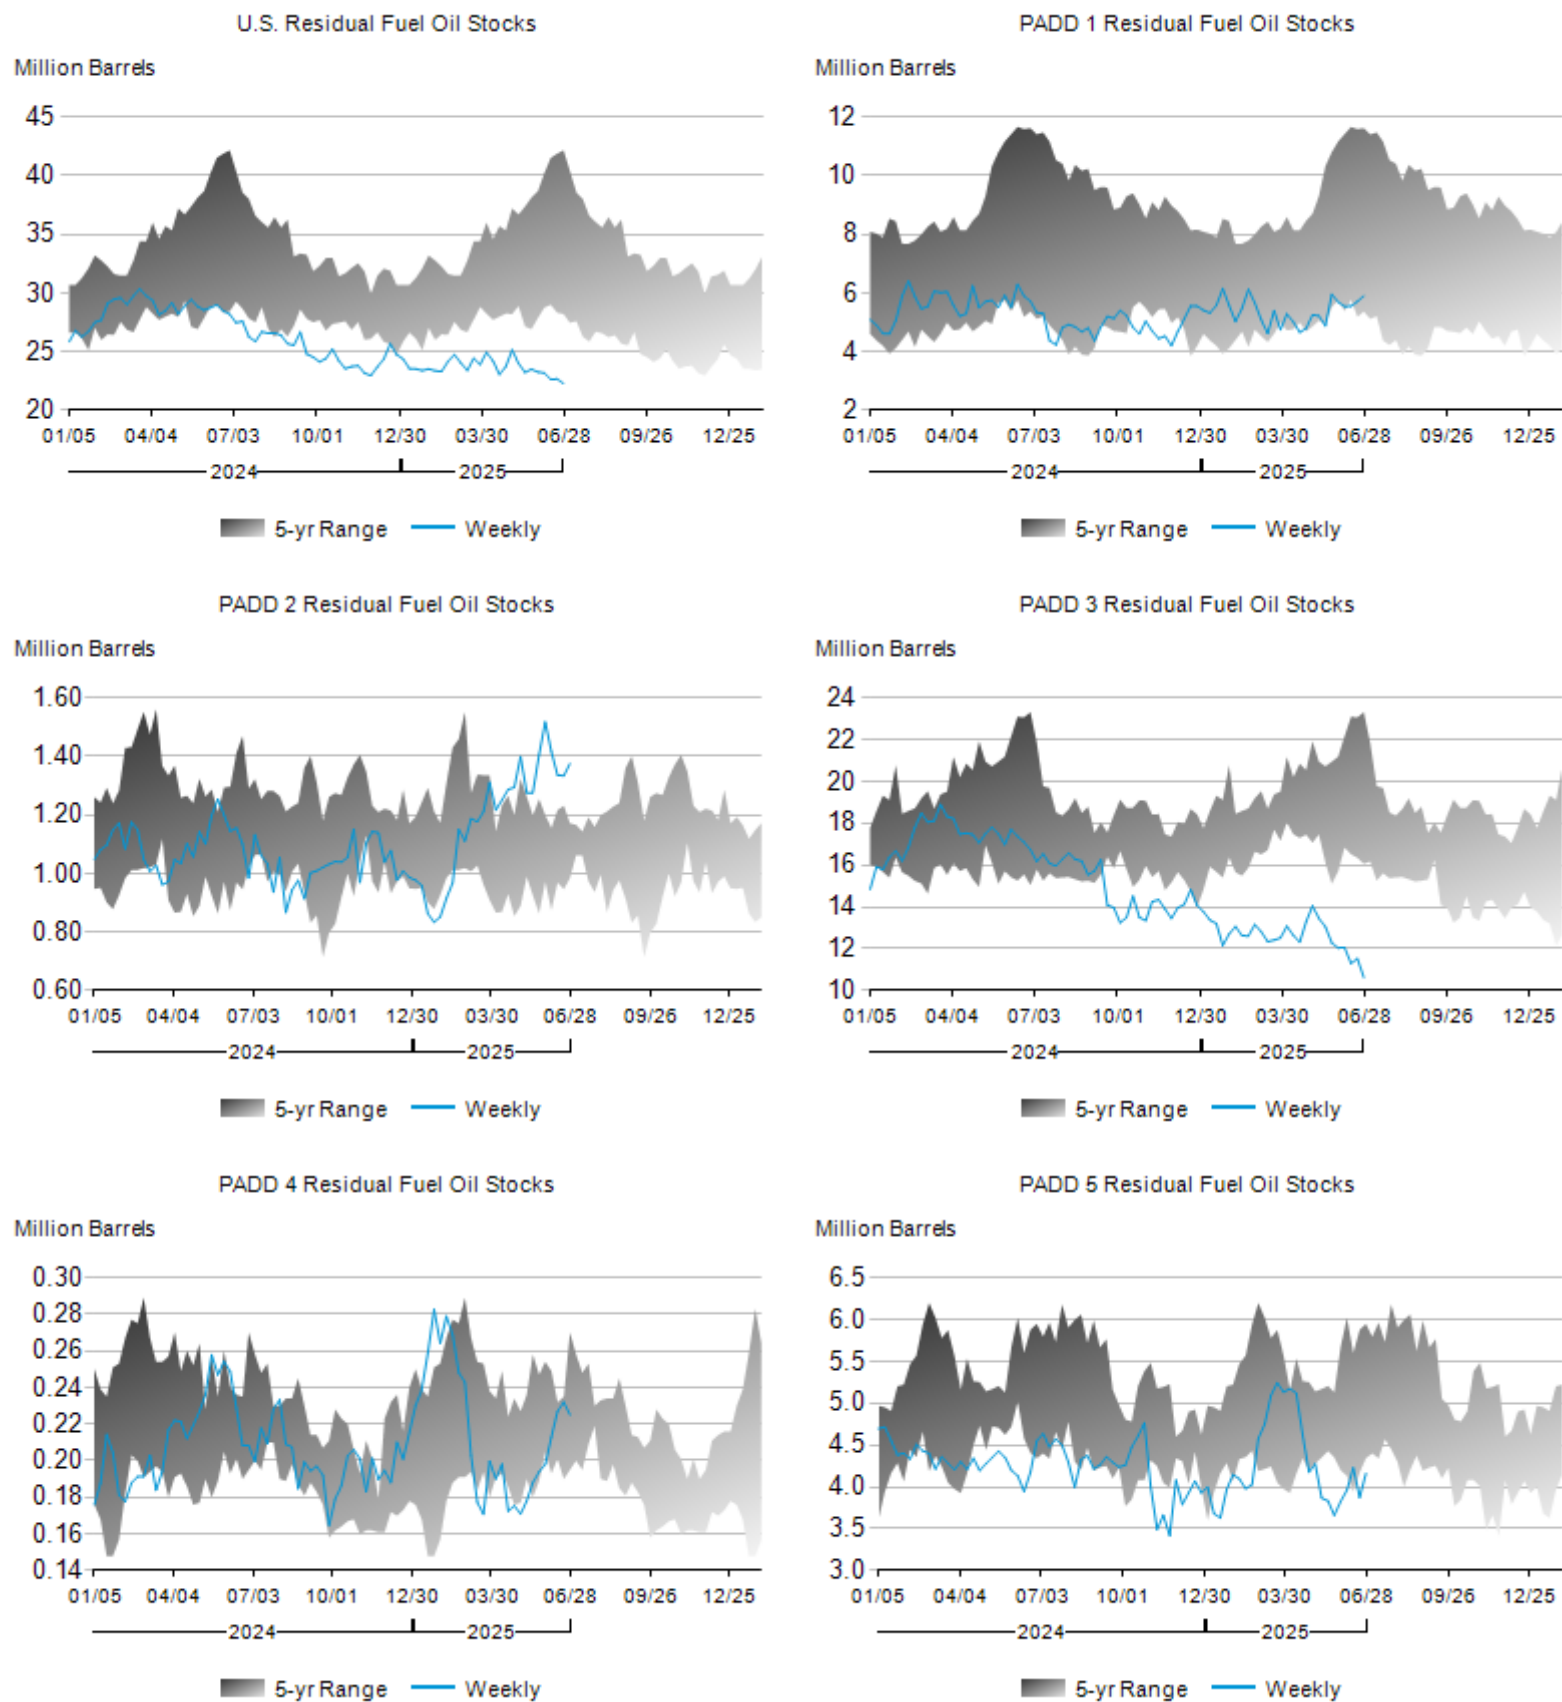 U.S. Residual Fuel Oil Stocks
Million Barrels
45
40
35
30
25
20
01/05 04/04 07/03 10/01 12/30 03/30 06/28 09/26 12/25
2024 2025
5-yr Range Weekly
PADD 1 Residual Fuel Oil Stocks
Million Barrels
12
10
8
6
4
2
01/05 04/04 07/03 10/01 12/30 03/30 06/28 09/26 12/25
2024 2025
5-yr Range Weekly
PADD 2 Residual Fuel Oil Stocks
Million Barrels
1.60
1.40
1.20
1.00
0.80
0.60
01/05 04/04 07/03 10/01 12/30 03/30 06/28 09/26 12/25
2024 2025
5-yr Range Weekly
PADD 3 Residual Fuel Oil Stocks
Million Barrels
24
22
20
18
16
14
12
10
01/05 04/04 07/03 10/01 12/30 03/30 06/28 09/26 12/25
2024 2025
5-yr Range Weekly
PADD 4 Residual Fuel Oil Stocks
Million Barrels
0.30
0.28
0.26
0.24
0.22
0.20
0.18
0.16
0.14
01/05 04/04 07/03 10/01 12/30 03/30 06/28 09/26 12/25
2024 2025
5-yr Range Weekly
PADD 5 Residual Fuel Oil Stocks
Million Barrels
6.5
6.0
5.5
5.0
4.5
4.0
3.5
3.0
01/05 04/04 07/03 10/01 12/30 03/30 06/28 09/26 12/25
2024 2025
5-yr Range Weekly